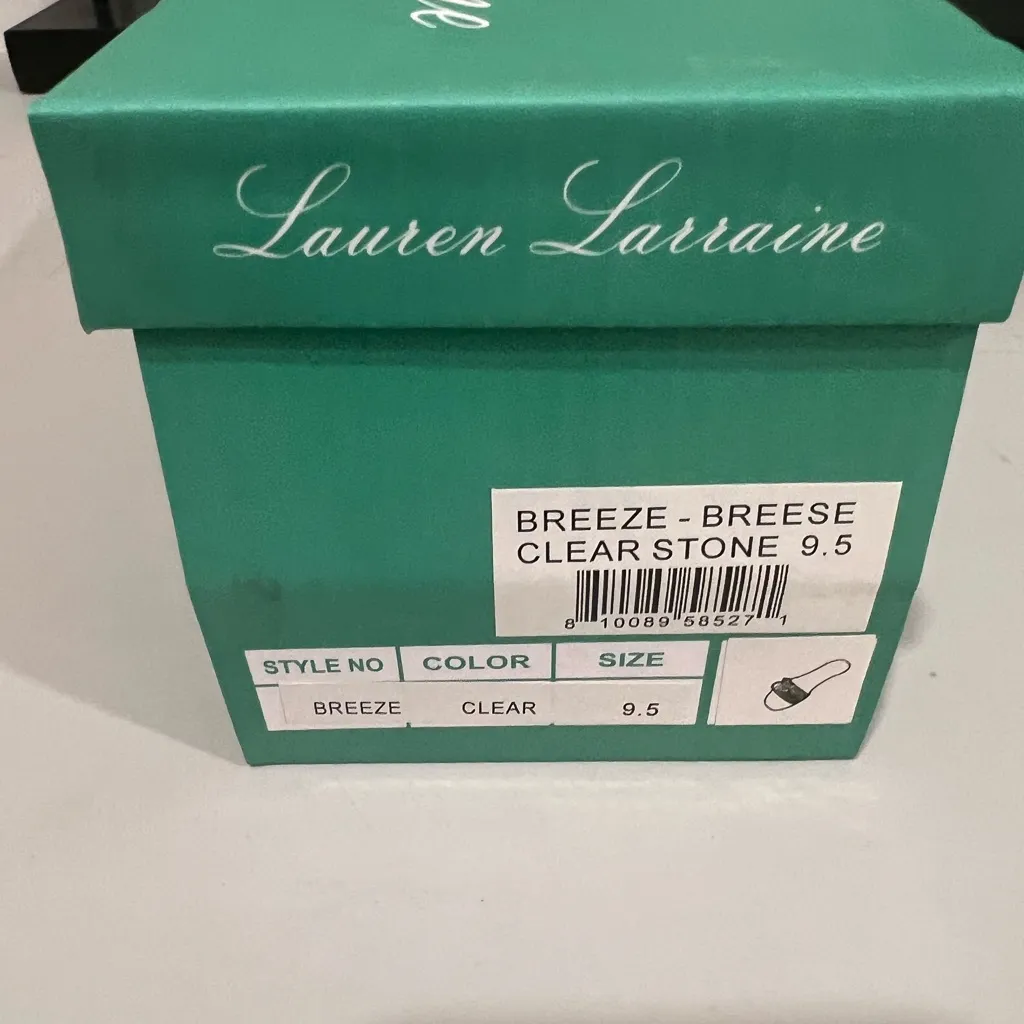 Lauren Larraine
BREEZE - BREESE
CLEAR STONE 9.5
8 10089 58527 1
STYLE NO COLOR SIZE
BREEZE CLEAR 9.5